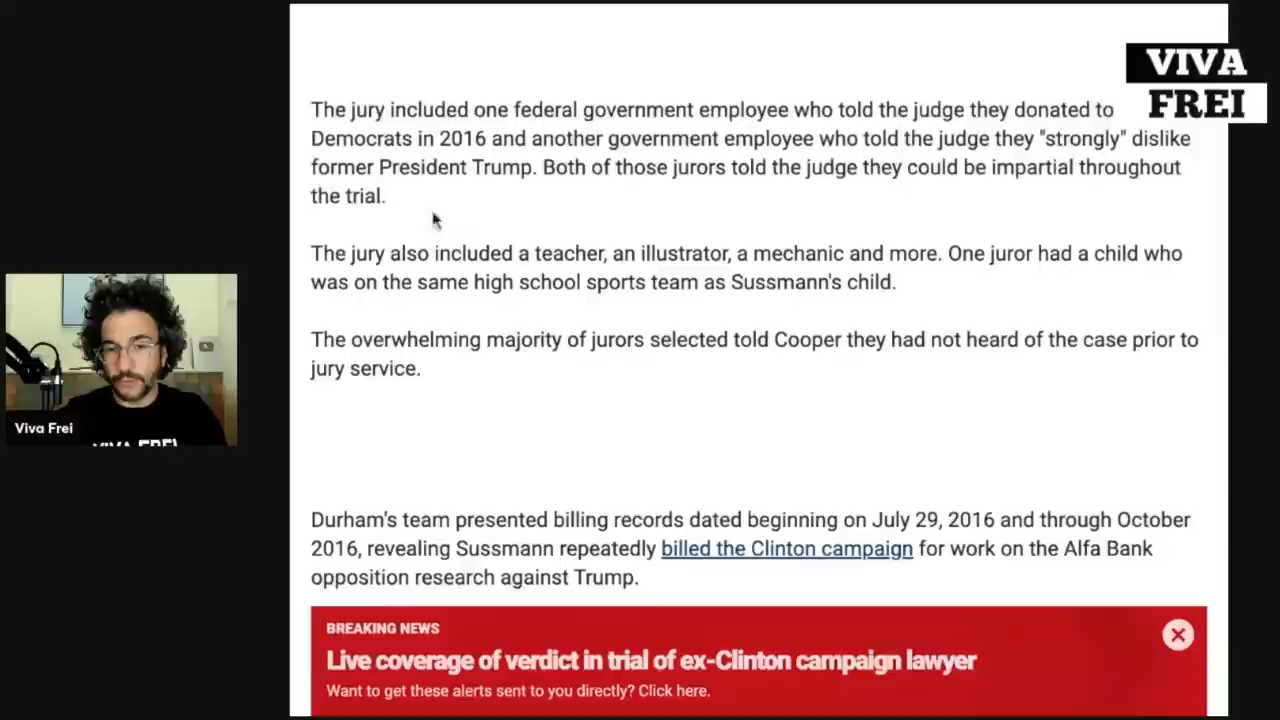 VIVA
FREI
The jury included one federal government employee who told the judge they donated to
Democrats in 2016 and another government employee who told the judge they "strongly" dislike
former President Trump. Both of those jurors told the judge they could be impartial throughout
the trial.
The jury also included a teacher, an illustrator, a mechanic and more. One juror had a child who
was on the same high school sports team as Sussmann's child.
The overwhelming majority of jurors selected told Cooper they had not heard of the case prior to
jury service.
VIVA FREI
Viva Frei
Durham's team presented billing records dated beginning on July 29, 2016 and through October
2016, revealing Sussmann repeatedly billed the Clinton campaign for work on the Alfa Bank
opposition research against Trump.
BREAKING NEWS
Live coverage of verdict in trial of ex-Clinton campaign lawyer
Want to get these alerts sent to you directly? Click here.